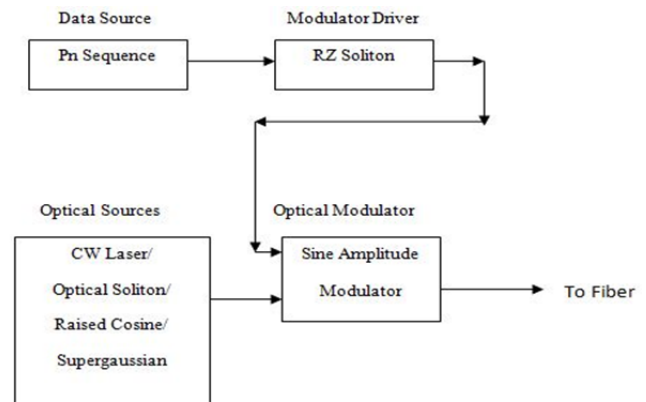 Data Source
Modulator Driver
Pn Sequence
RZ Soliton
Optical Sources
Optical Modulator
CW Laser/
Optical Soliton/
Raised Cosine/
Supergaussian
Sine Amplitude
Modulator
To Fiber